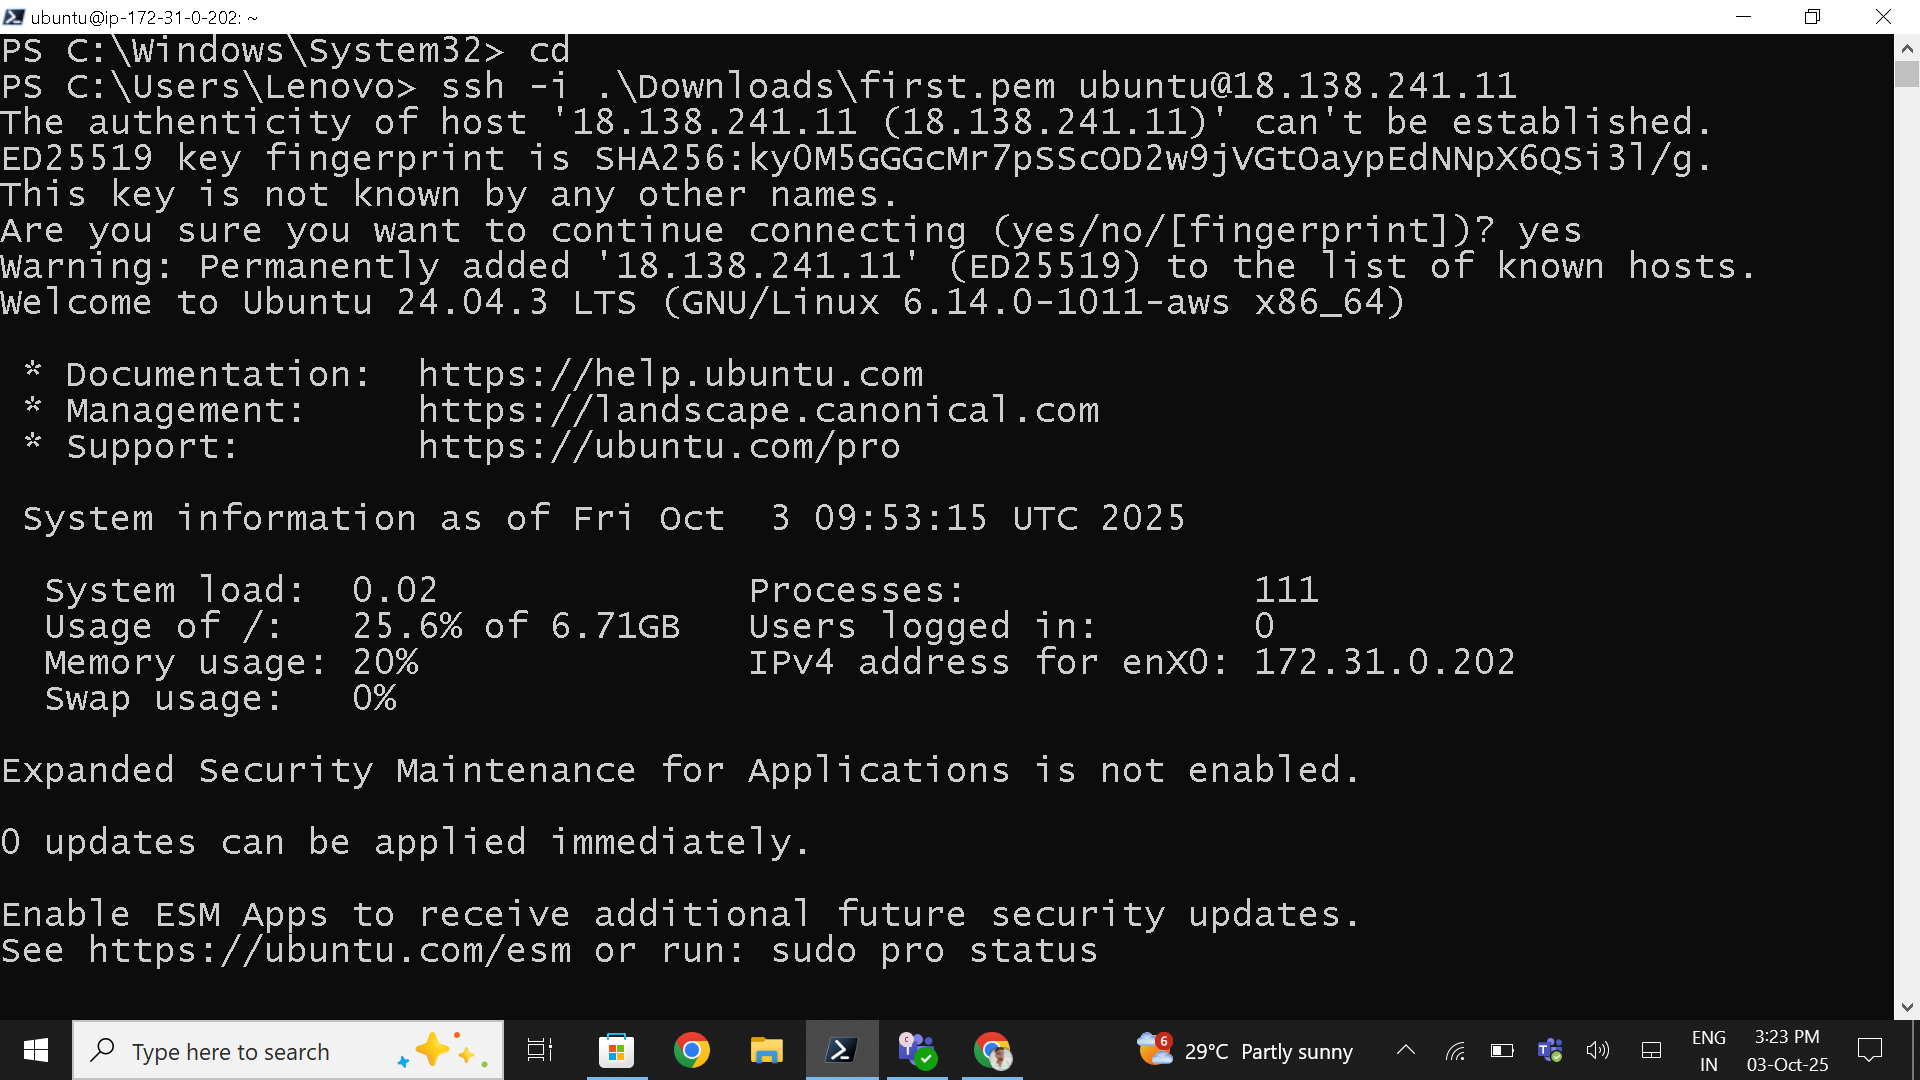 ubuntu@ip-172-31-0-202: ~
PS C:\Windows\System32> cd
PS C:\Users\Lenovo> ssh -i .\Downloads\first.pem ubuntu@18.138.241.11
The authenticity of host '18.138.241.11 (18.138.241.11)' can't be established.
ED25519 key fingerprint is SHA256:ky0M5GGGcMr7pSScOD2w9jVGtOaypEdNNpX6QSi3l/g.
This key is not known by any other names.
Are you sure you want to continue connecting (yes/no/[fingerprint])? yes
Warning: Permanently added '18.138.241.11' (ED25519) to the list of known hosts.
Welcome to Ubuntu 24.04.3 LTS (GNU/Linux 6.14.0-1011-aws x86_64)
* Documentation: https://help.ubuntu.com
* Management: https://landscape.canonical.com
* Support: https://ubuntu.com/pro
System information as of Fri Oct 3 09:53:15 UTC 2025
System load: 0.02 Processes: 111
Usage of /: 25.6% of 6.71GB Users logged in: 0
Memory usage: 20% IPv4 address for enX0: 172.31.0.202
Swap usage: 0%
Expanded Security Maintenance for Applications is not enabled.
0 updates can be applied immediately.
Enable ESM Apps to receive additional future security updates.
See https://ubuntu.com/esm or run: sudo pro status
Type here to search
6
29°C Partly sunny
ENG
IN
3:23 PM
03-Oct-25